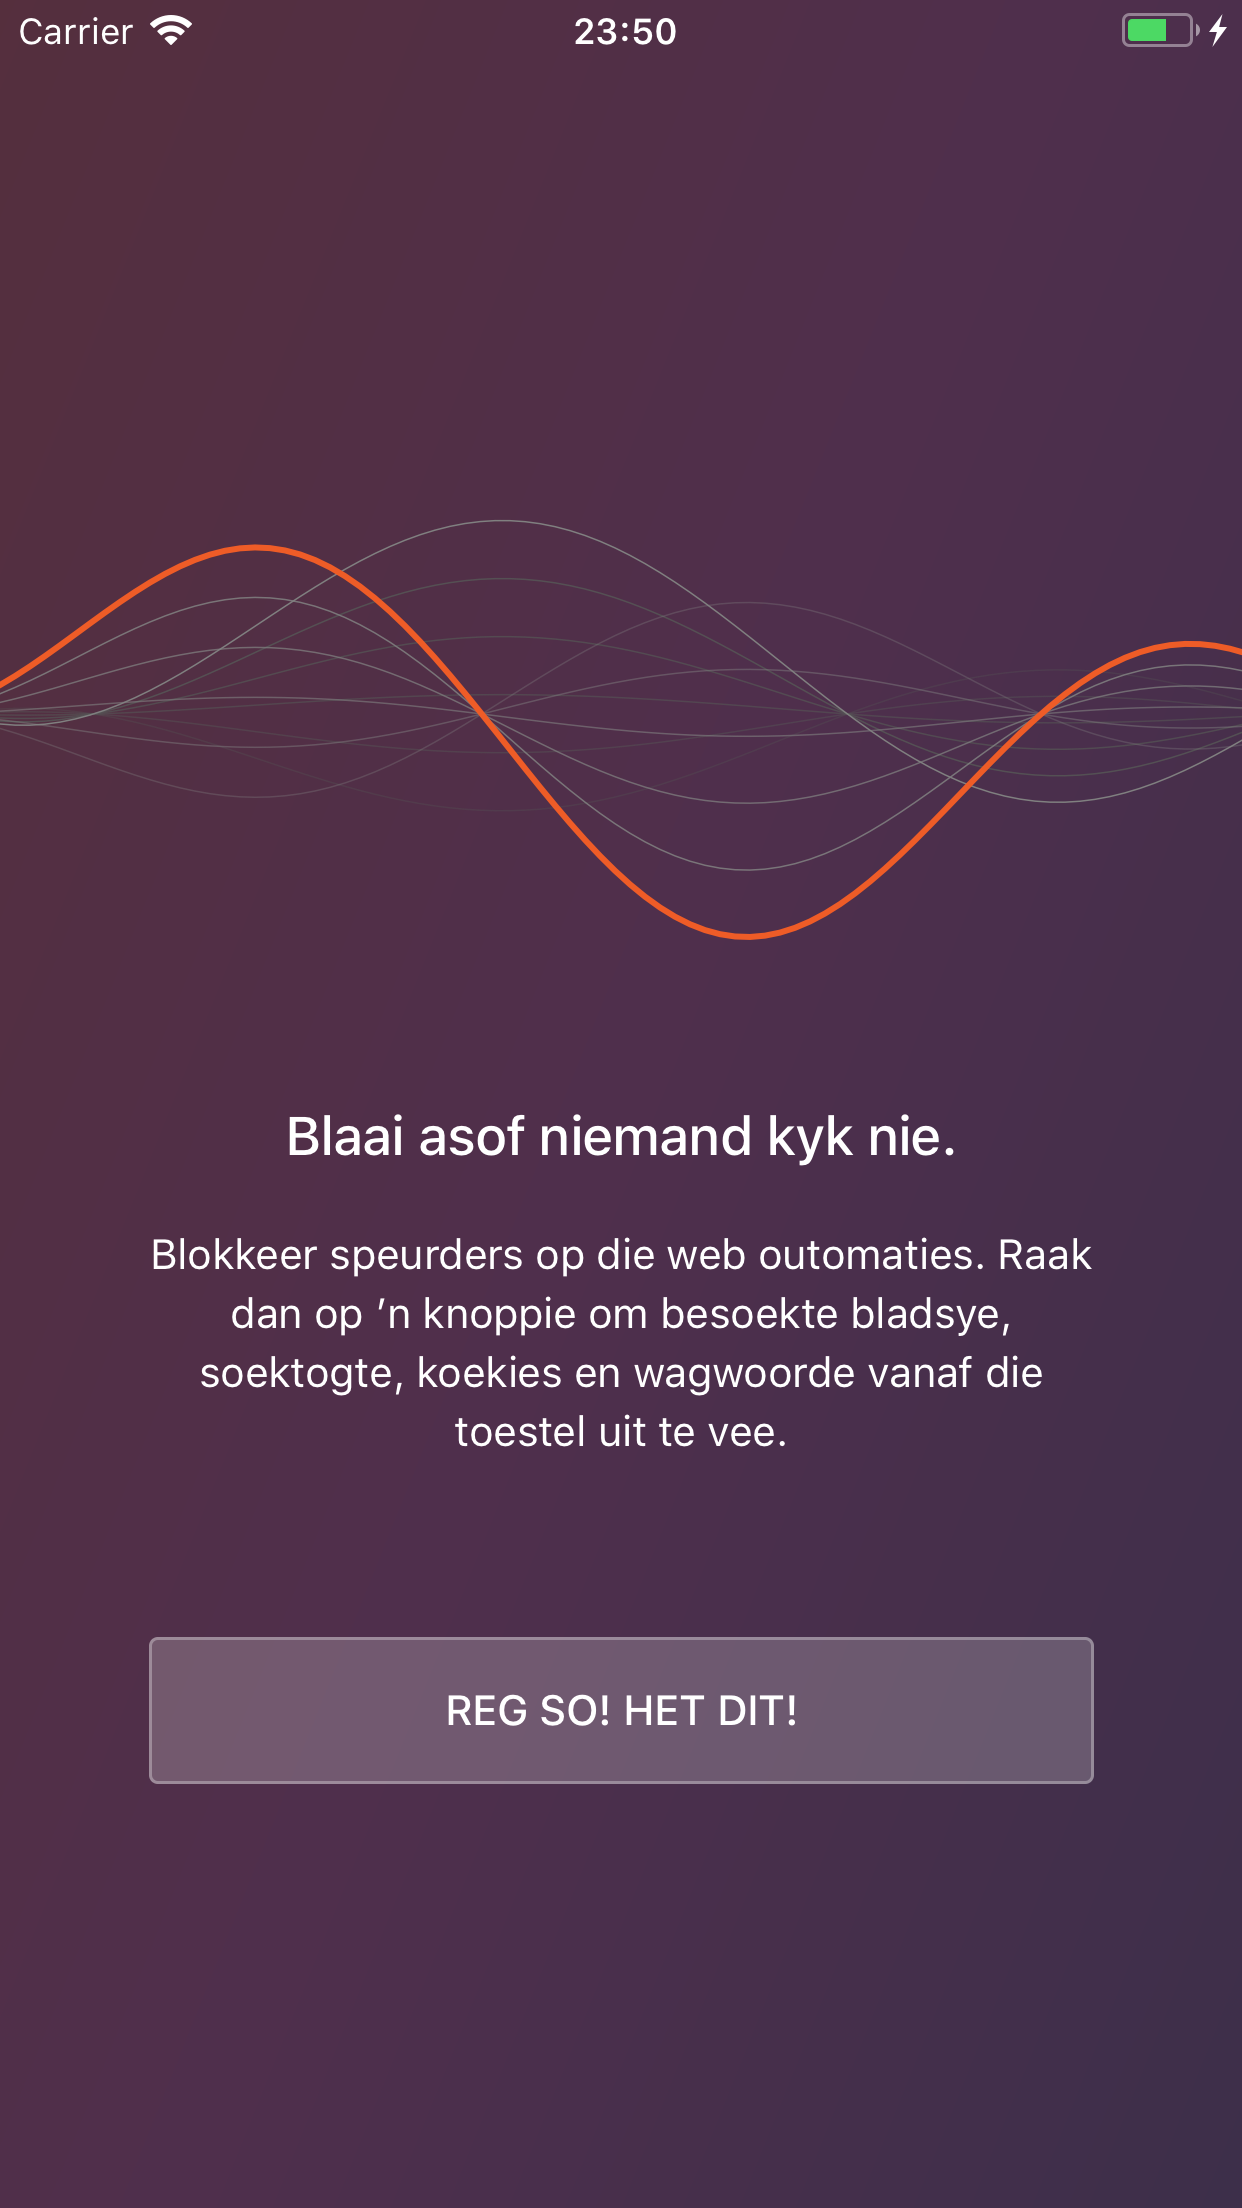 Carrier
23:50
Blaai asof niemand kyk nie.
Blokkeer speurders op die web outomaties. Raak
dan op ’n knoppie om besoekte bladsye,
soektogte, koekies en wagwoorde vanaf die
toestel uit te vee.
REG SO! HET DIT!